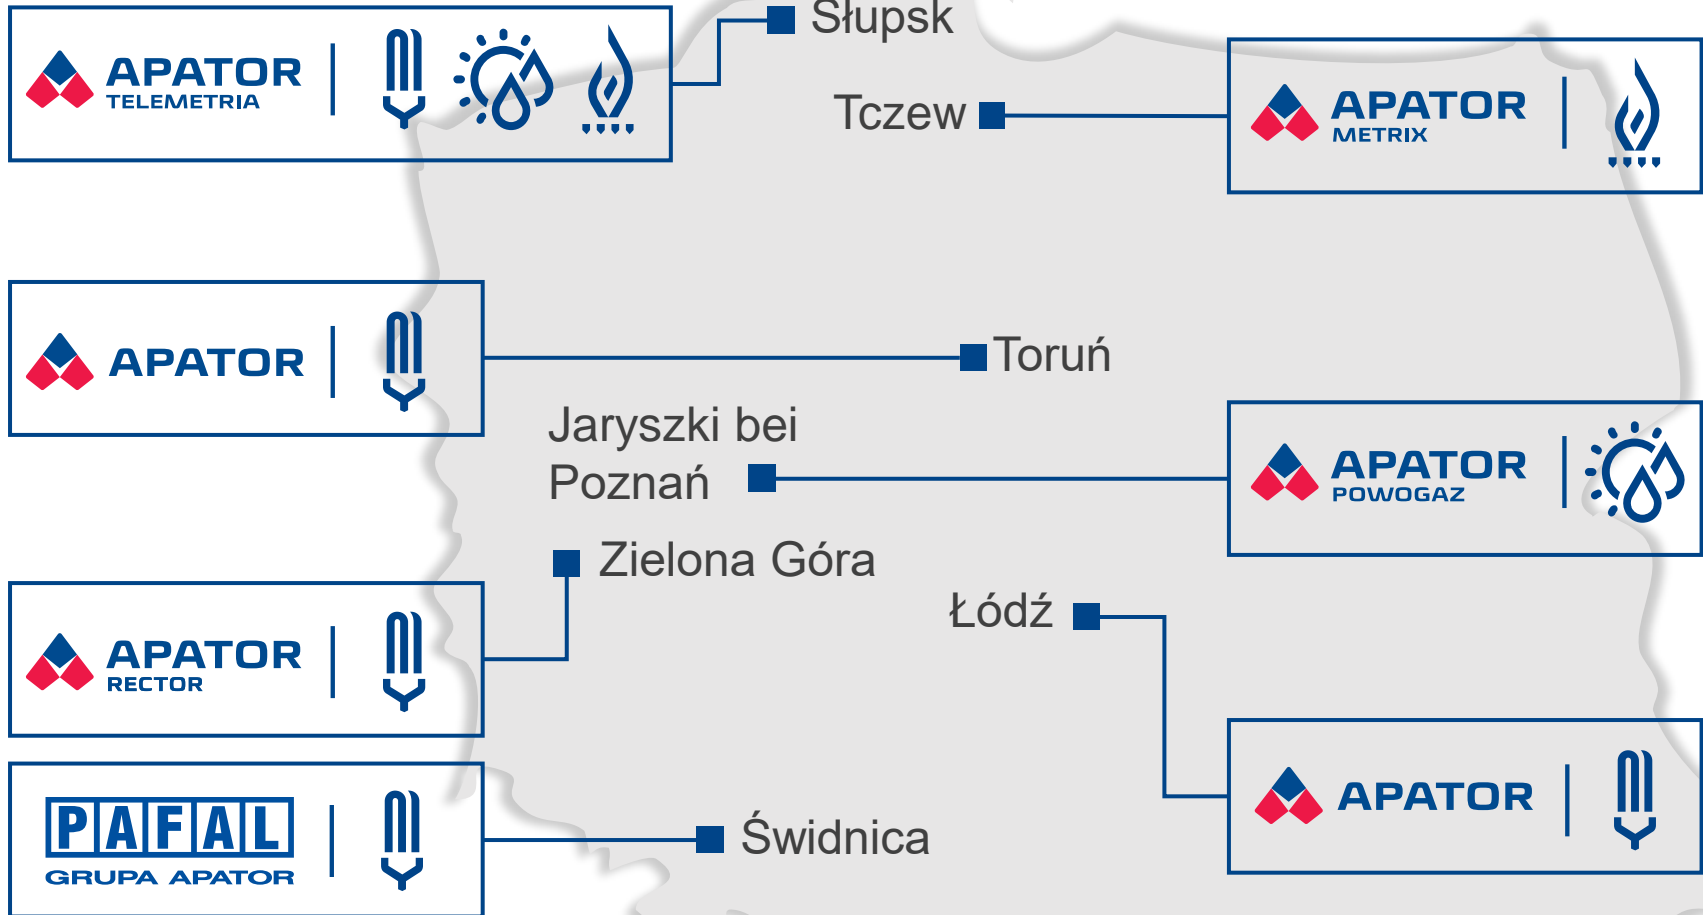 Słupsk
APATOR
TELEMETRIA
Tczew
APATOR
METRIX
APATOR
Toruń
Jaryszki bei
Poznań
APATOR
POWOGAZ
Zielona Góra
Łódź
APATOR
RECTOR
APATOR
PAFAL
GRUPA APATOR
Świdnica